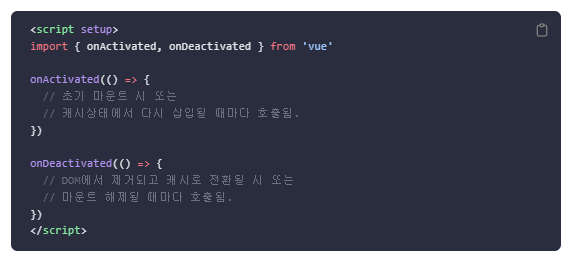 <script setup>
import { onActivated, onDeactivated } from 'vue'

onActivated(() => {
  // 초기 마운트 시 또는
  // 캐시상태에서 다시 삽입될 때마다 호출됨.
})

onDeactivated(() => {
  // DOM에서 제거되고 캐시로 전환될 시 또는
  // 마운트 해제될 때마다 호출됨.
})
</script>